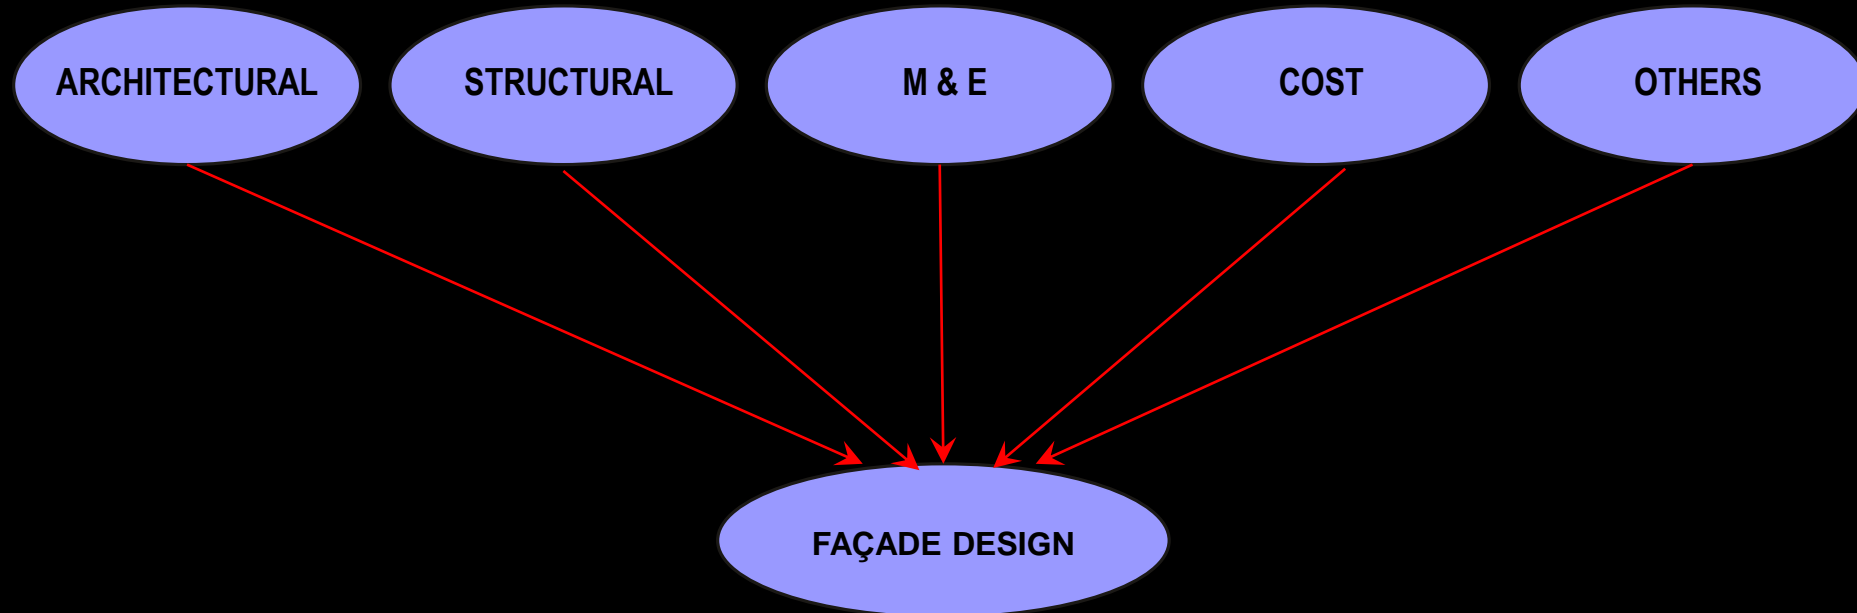 ARCHITECTURAL
STRUCTURAL
M & E
COST
OTHERS
FAÇADE DESIGN